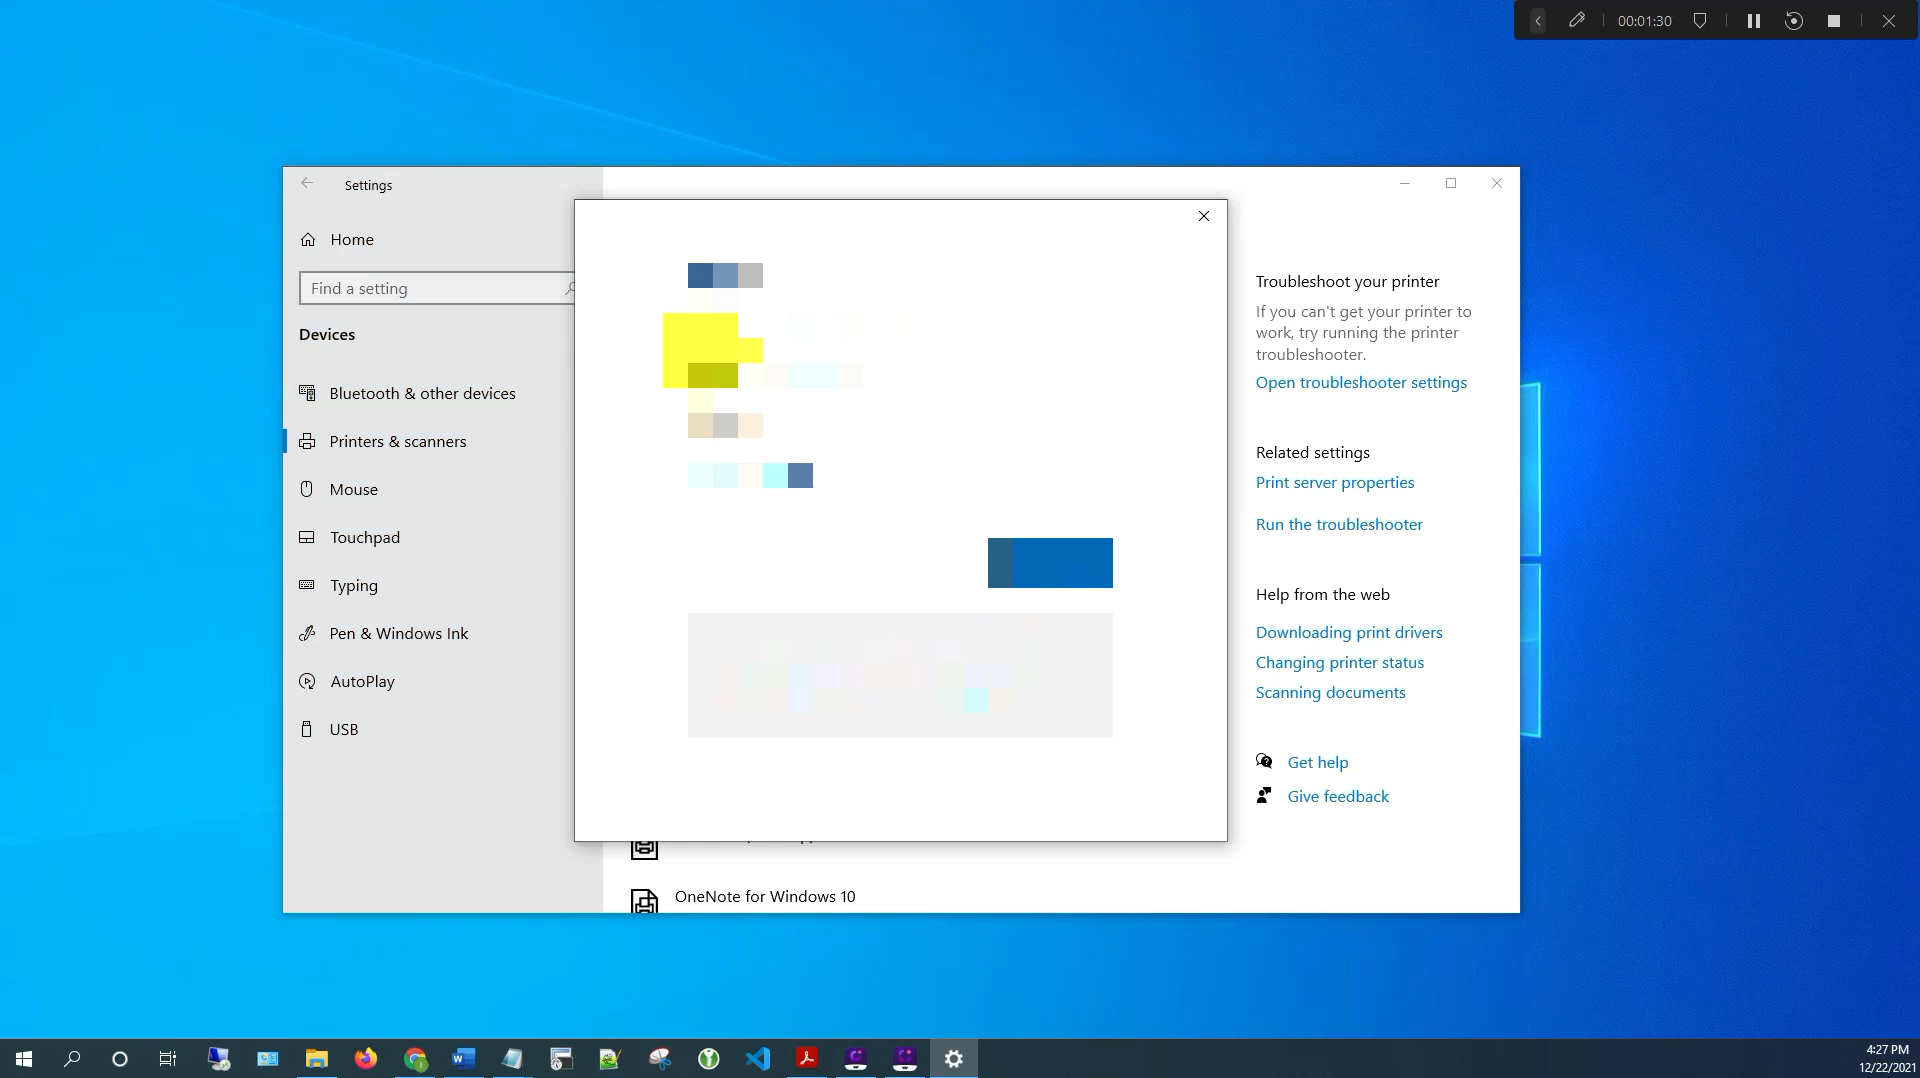 00:01:30
Settings
Home
Find a setting
Devices
Bluetooth & other devices
Printers & scanners
Mouse
Touchpad
Typing
Pen & Windows Ink
AutoPlay
USB
OneNote for Windows 10
Troubleshoot your printer
If you can't get your printer to
work, try running the printer
troubleshooter.
Open troubleshooter settings
Related settings
Print server properties
Run the troubleshooter
Help from the web
Downloading print drivers
Changing printer status
Scanning documents
Get help
Give feedback
4:27 PM
12/22/2021